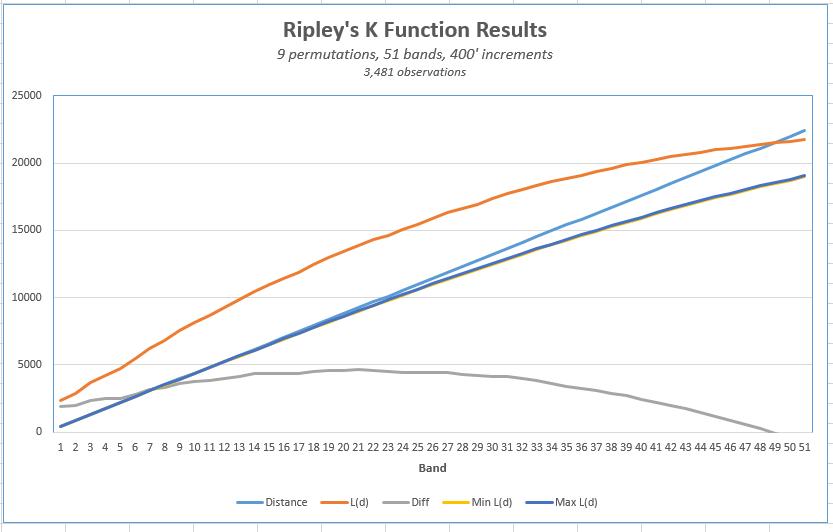 Ripley's K Function Results
9 permutations, 51 bands, 400' increments
3,481 observations
25000
20000
15000
10000
5000
0
1 2 3 4 5 6 7 8 9 10 11 12 13 14 15 16 17 18 19 20 21 22 23 24 25 26 27 28 29 30 31 32 33 34 35 36 37 38 39 40 41 42 43 44 45 46 47 48 49 50 51
Band
Distance L(d) Diff Min L(d) Max L(d)